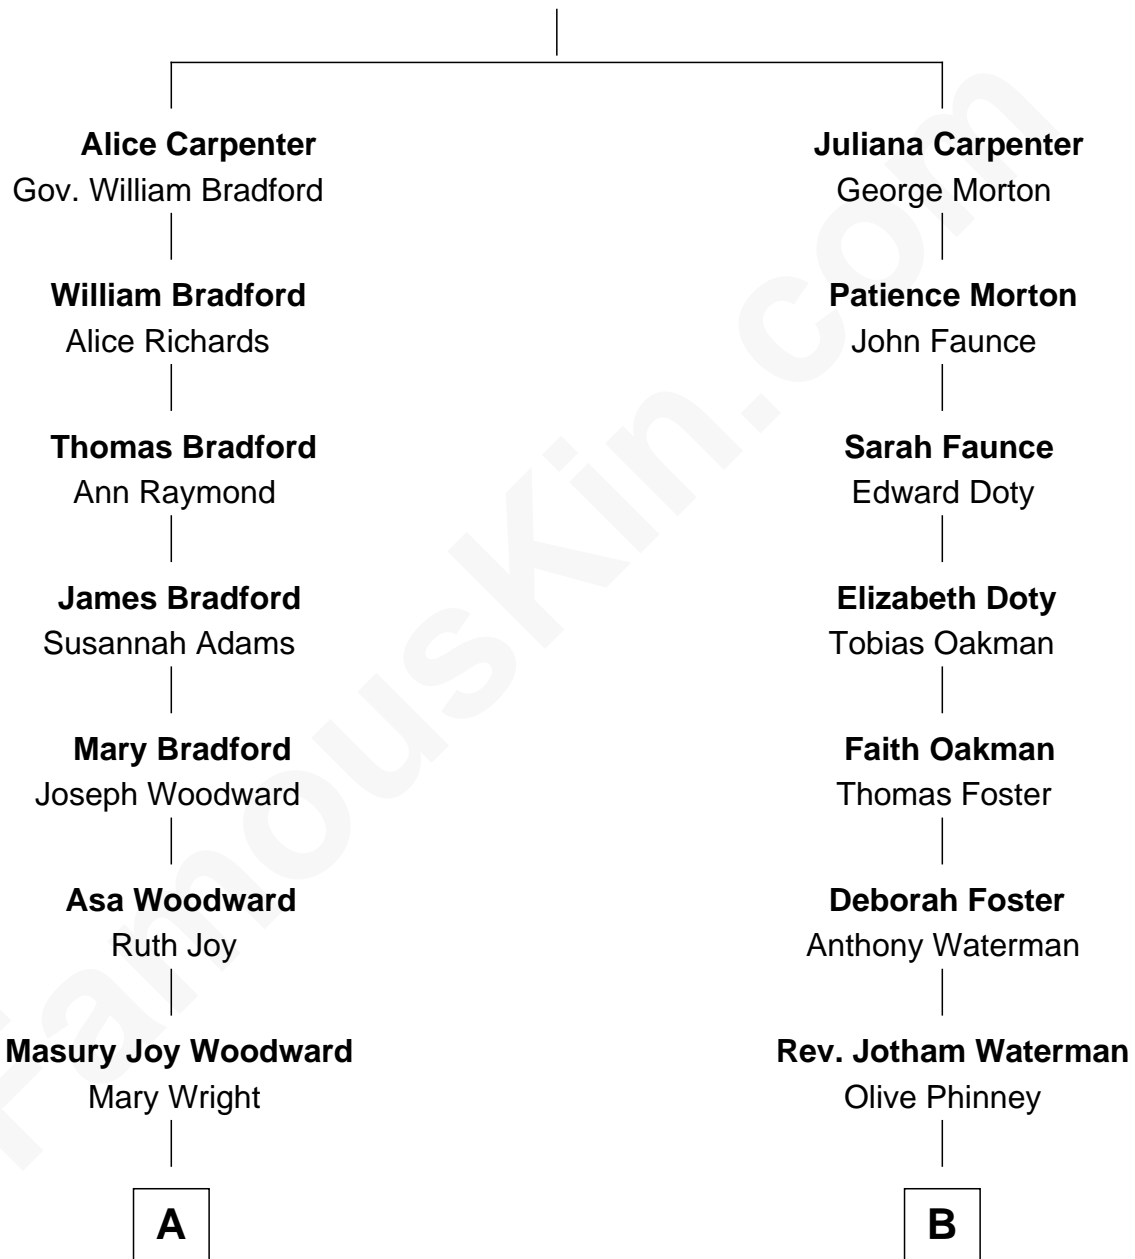 Alice Carpenter
Gov. William Bradford
William Bradford
Alice Richards
Thomas Bradford
Ann Raymond
James Bradford
Susannah Adams
Mary Bradford
Joseph Woodward
Asa Woodward
Ruth Joy
Masury Joy Woodward
Mary Wright
A
Juliana Carpenter
George Morton
Patience Morton
John Faunce
Sarah Faunce
Edward Doty
Elizabeth Doty
Tobias Oakman
Faith Oakman
Thomas Foster
Deborah Foster
Anthony Waterman
Rev. Jotham Waterman
Olive Phinney
B
FamousKin.com